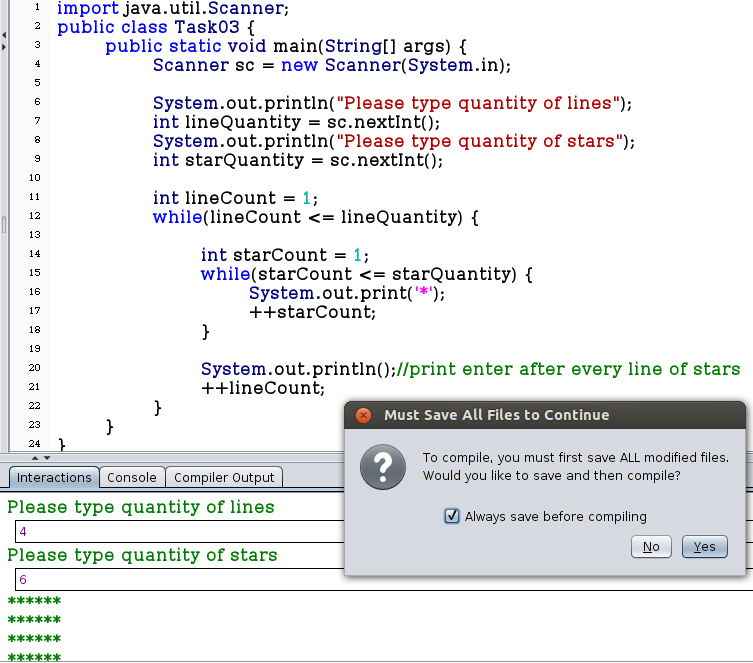 1 import java.util.Scanner;
2 public class Task03 {
3 public static void main(String[] args) {
4 Scanner sc = new Scanner(System.in);
5
6 System.out.println("Please type quantity of lines");
7 int lineQuantity = sc.nextInt();
8 System.out.println("Please type quantity of stars");
9 int starQuantity = sc.nextInt();
10
11 int lineCount = 1;
12 while(lineCount <= lineQuantity) {
13
14 int starCount = 1;
15 while(starCount <= starQuantity) {
16 System.out.print('*');
17 ++starCount;
18 }
19
20 System.out.println();//print enter after every line of stars
21 ++lineCount;
22 }
23 }
24 }
Must Save All Files to Continue
To compile, you must first save ALL modified files.
Would you like to save and then compile?
Always save before compiling
No Yes
Interactions Console Compiler Output
Please type quantity of lines
4
Please type quantity of stars
6
******
******
******
******